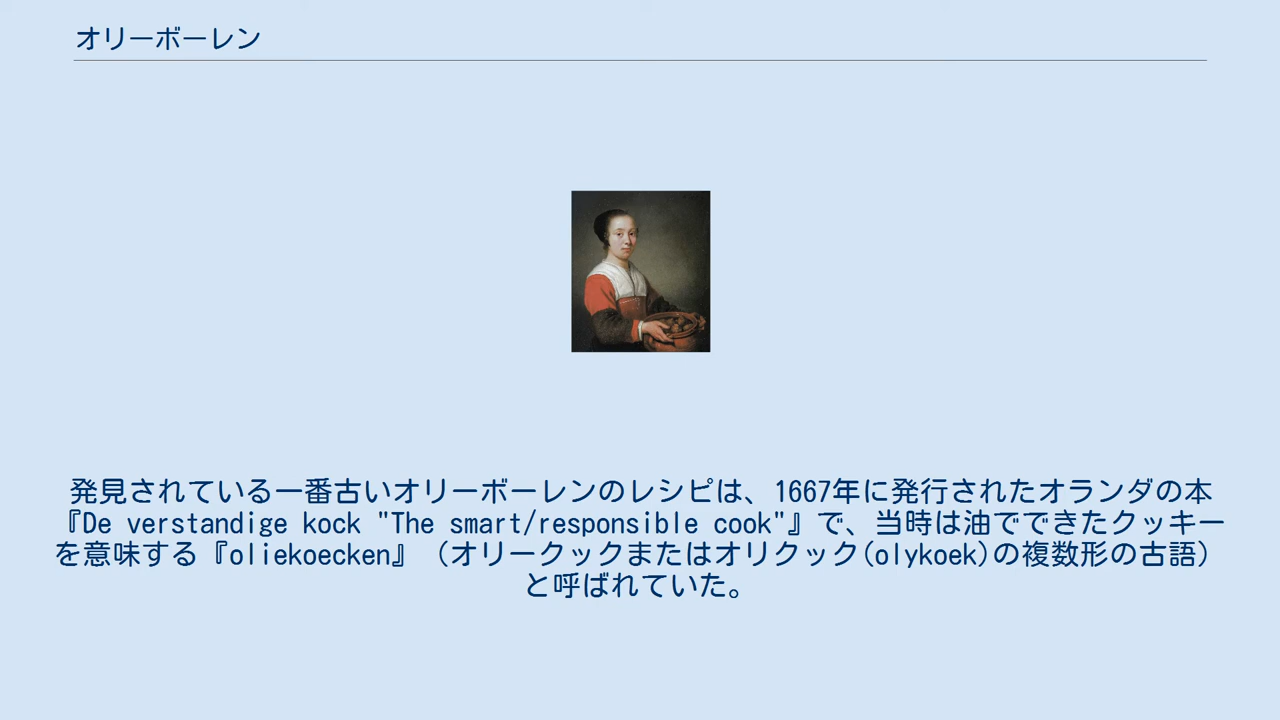 オリーボーレン
発見されている一番古いオリーボーレンのレシピは、1667年に発行されたオランダの本
『De verstandige kock "The smart/responsible cook"』で、当時は油でできたクッキー
を意味する『oliekoecken』（オリークックまたはオリクック(olykoek)の複数形の古語）
と呼ばれていた。